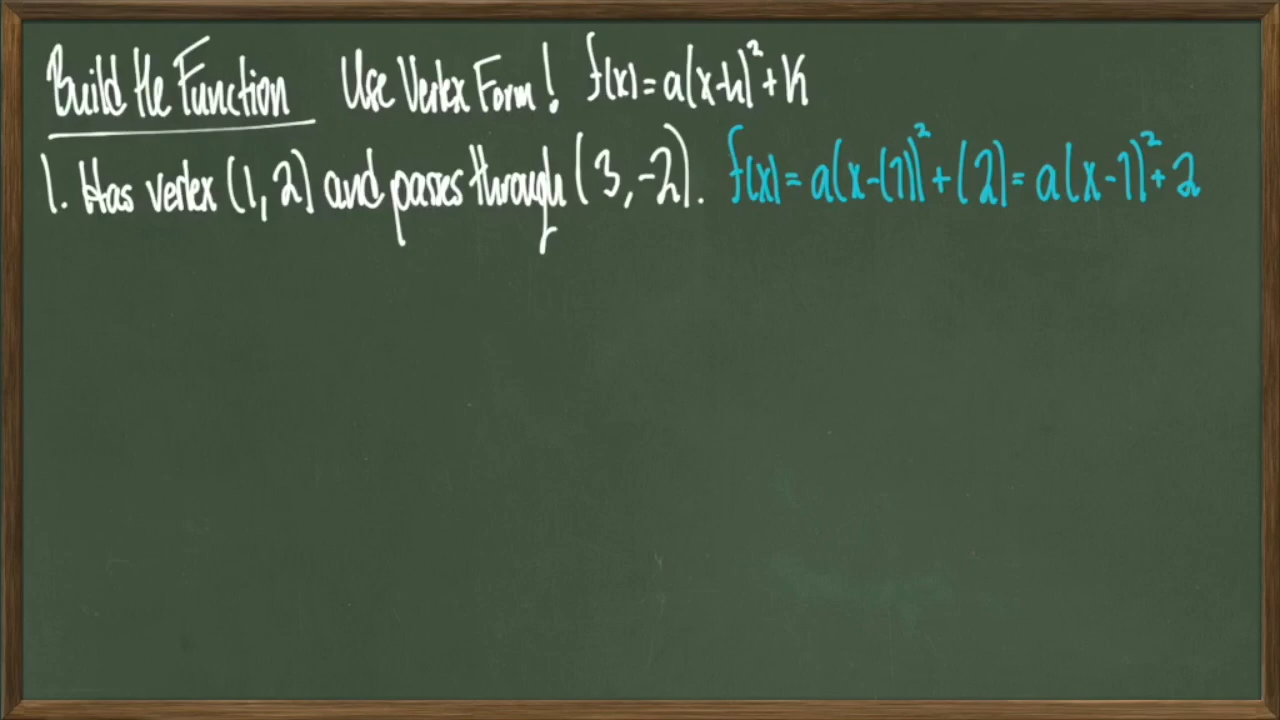 Build the Function Use Vertex Form! f(x) = a(x-h)² + k
1. Has vertex (1, 2) and passes through (3, -2). f(x) = a(x-(1))² + (2) = a(x-1)² + 2